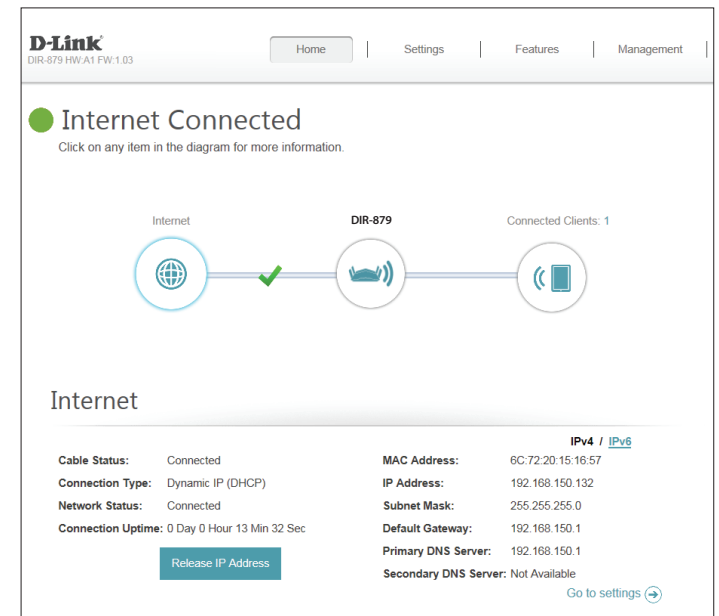 D-Link
DIR-879 HW:A1 FW:1.03
Home
Settings
Features
Management
Internet Connected
Click on any item in the diagram for more information.
Internet
DIR-879
Connected Clients: 1
Internet
IPv4 / IPv6
Cable Status: Connected
MAC Address: 6C:72:20:15:16:57
Connection Type: Dynamic IP (DHCP)
IP Address: 192.168.150.132
Network Status: Connected
Subnet Mask: 255.255.255.0
Connection Uptime: 0 Day 0 Hour 13 Min 32 Sec
Default Gateway: 192.168.150.1
Release IP Address
Primary DNS Server: 192.168.150.1
Secondary DNS Server: Not Available
Go to settings